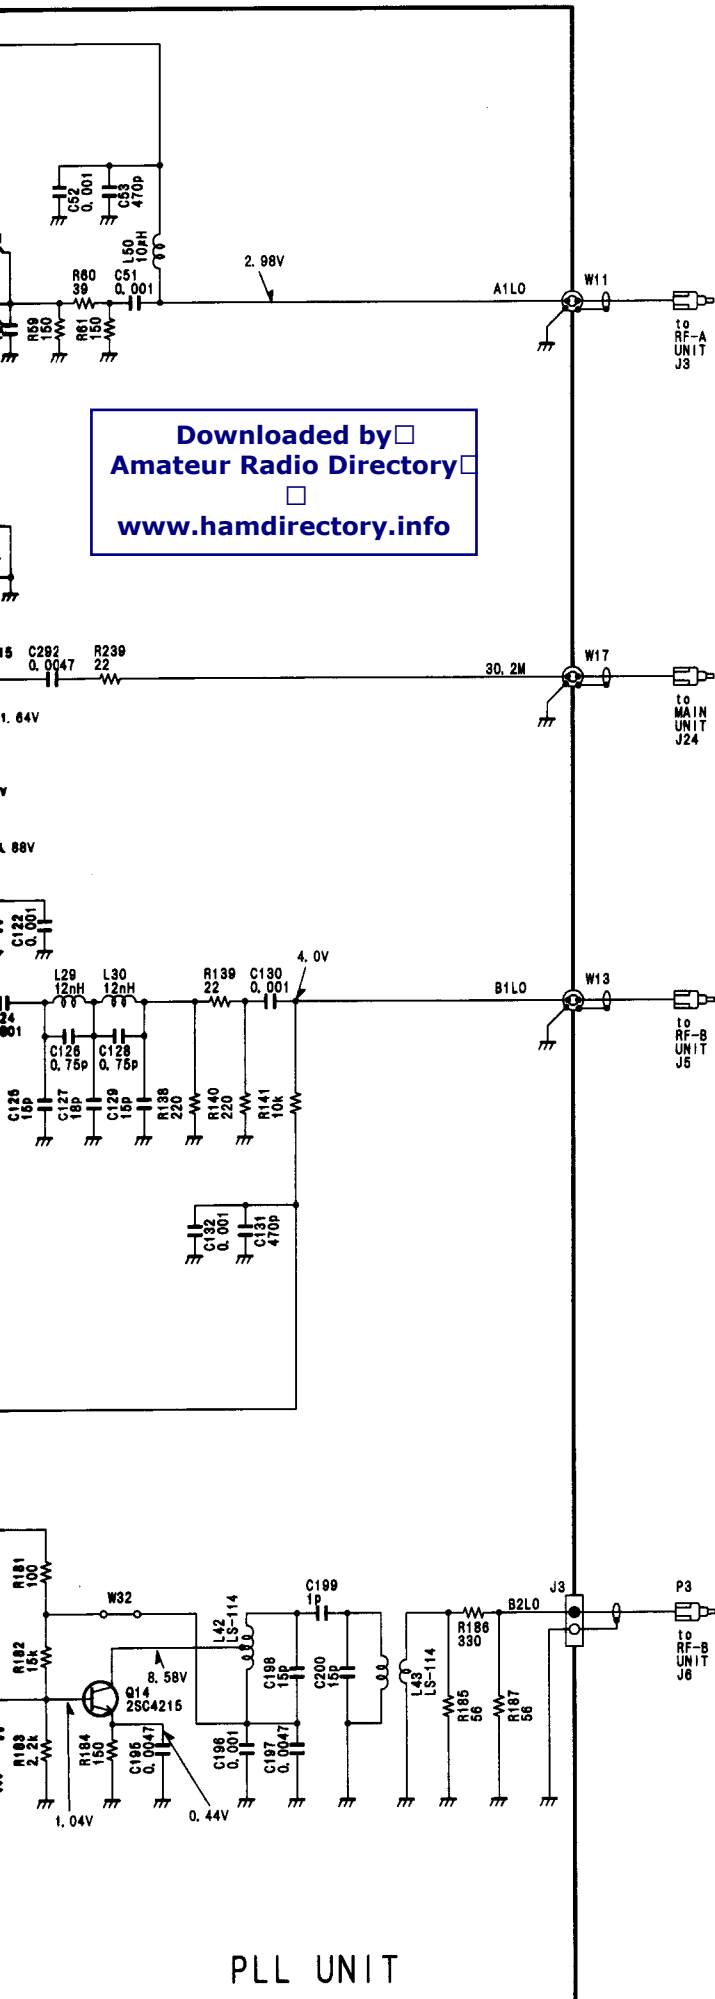 C52
0.001
C53
470p
L50
10μH
2.98V
R60
39
C51
0.001
A1LO
W11
R59
150
R61
150
to
RF-A
UNIT
J3
Downloaded by□
Amateur Radio Directory□
□
www.hamdirectory.info
C292
0.0047
R239
22
30.2M
W17
1.64V
to
MAIN
UNIT
J24
88V
C122
0.001
4.0V
L29
12nH
L30
12nH
R139
22
C130
0.001
B1LO
W13
C126
0.75p
C128
0.75p
to
RF-B
UNIT
J5
C125
15p
C127
18p
C129
15p
R138
220
R140
220
R141
10k
C132
0.001
C131
470p
R181
100
W32
L42
LS-114
C199
1p
J3
B2LO
P3
R182
15k
8.58V
C198
15p
C200
15p
L43
LS-114
R186
330
to
RF-B
UNIT
J6
Q14
2SC4215
R185
56
R187
56
R183
2.2k
R184
150
C195
0.0047
C196
0.001
C197
0.0047
1.04V
0.44V
PLL UNIT